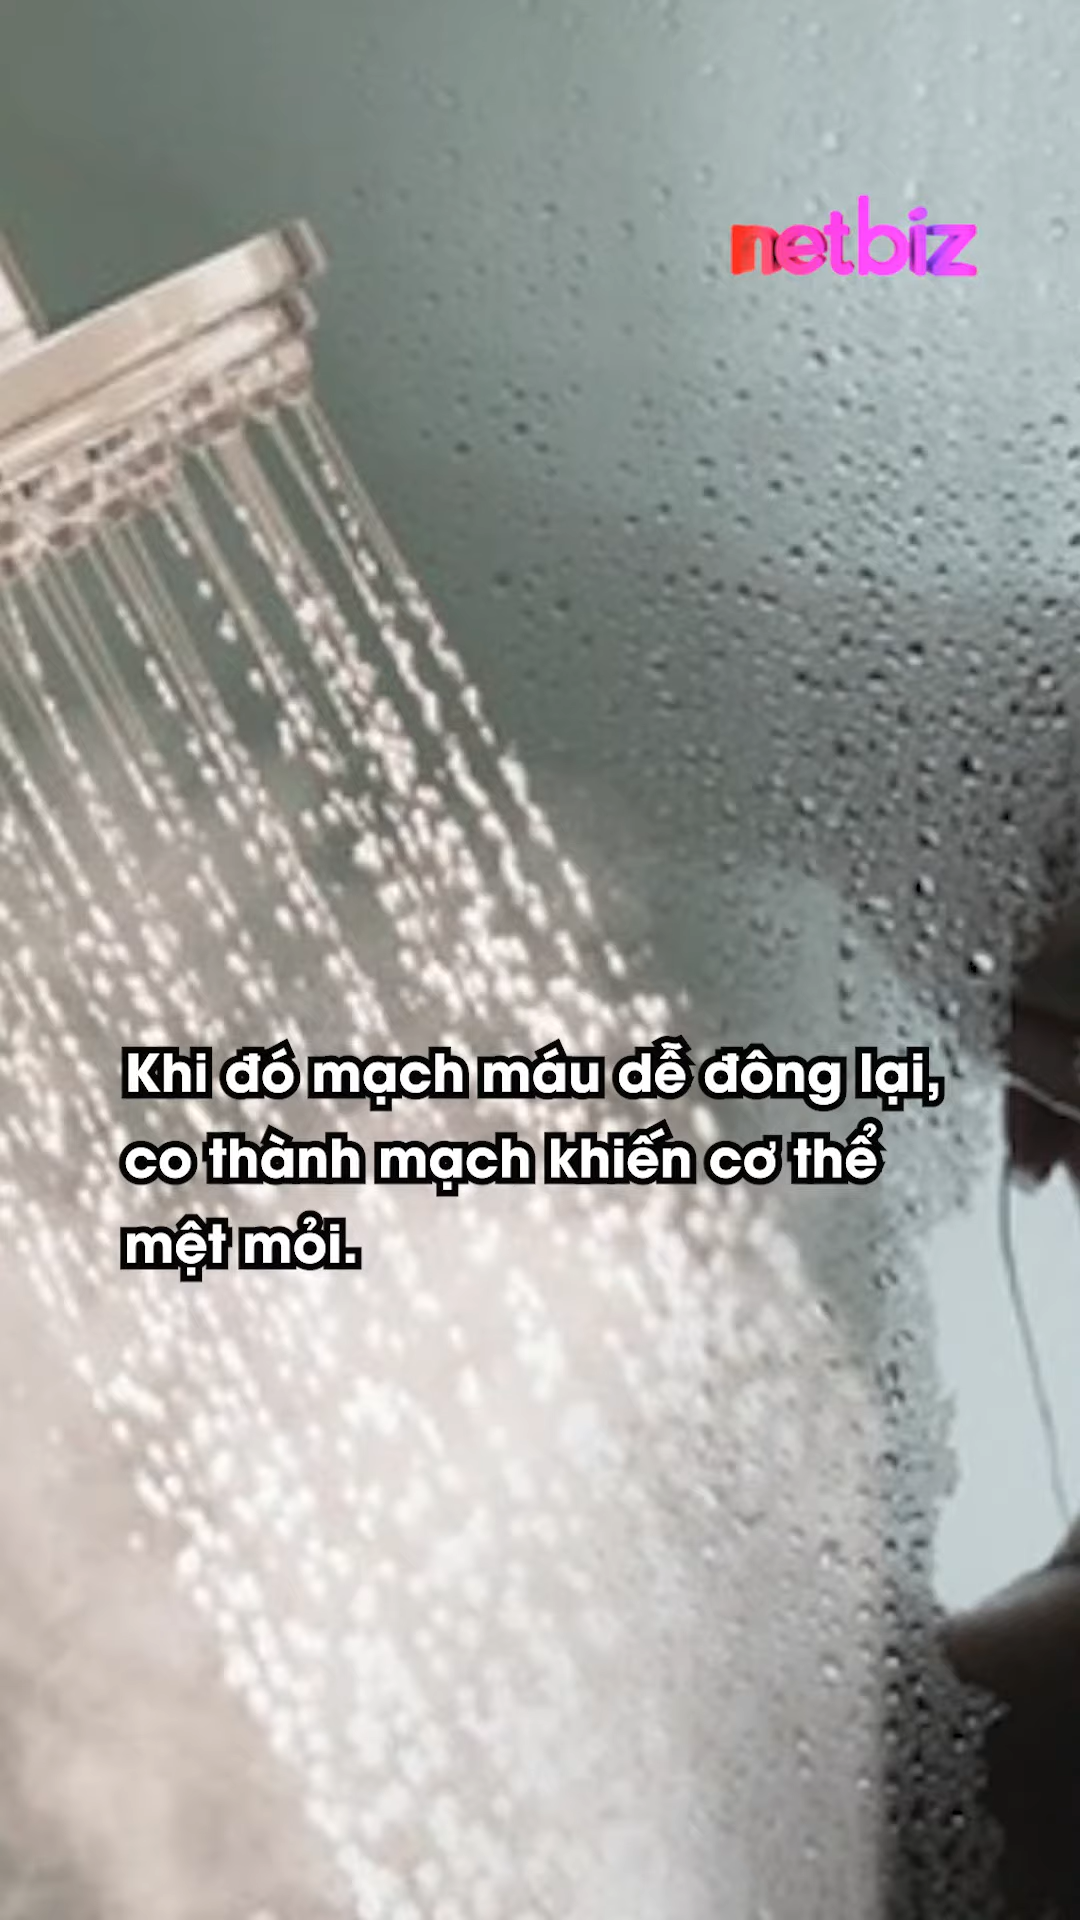 netbiz
Khi đó mạch máu dễ đông lại,
co thành mạch khiến cơ thể
mệt mỏi.